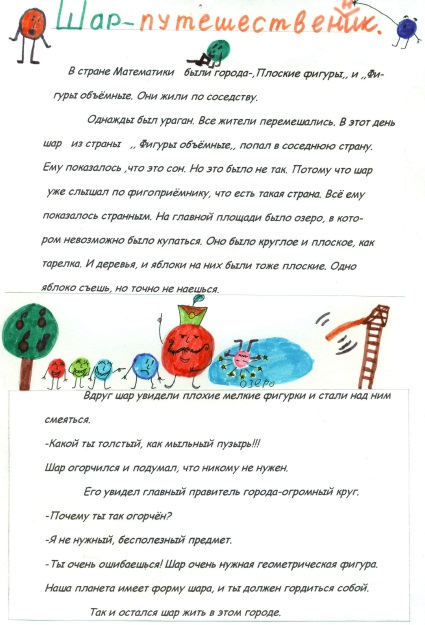 Шар-путешественник.
В стране Математики были города-,Плоские фигуры,, и ,,Фи-
гуры объёмные. Они жили по соседству.
Однажды был ураган. Все жители перемешались. В этот день
шар из страны ,, Фигуры объёмные,, попал в соседнюю страну.
Ему показалось ,что это сон. Но это было не так. Потому что шар
уже слышал по фигоприёмнику, что есть такая страна. Всё ему
показалось странным. На главной площади было озеро, в кото-
ром невозможно было купаться. Оно было круглое и плоское, как
тарелка. И деревья, и яблоки на них были тоже плоские. Одно
яблоко съешь, но точно не наешься.
озеро
Вдруг шар увидели плохие мелкие фигурки и стали над ним
смеяться.
-Какой ты толстый, как мыльный пузырь!!!
Шар огорчился и подумал, что никому не нужен.
Его увидел главный правитель города-огромный круг.
-Почему ты так огорчён?
-Я не нужный, бесполезный предмет.
-Ты очень ошибаешься! Шар очень нужная геометрическая фигура.
Наша планета имеет форму шара, и ты должен гордиться собой.
Так и остался шар жить в этом городе.